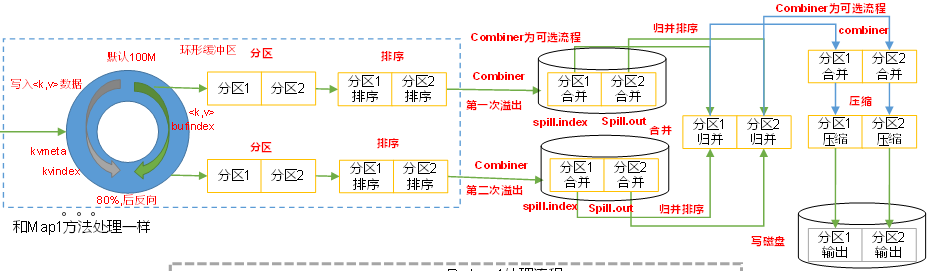 Combiner为可选流程
默认100M
环形缓冲区
分区
排序
Combiner为可选流程
归并排序
combiner
写入<k,v>数据
分区1
分区2
分区1
排序
分区2
排序
Combiner
第一次溢出
分区1
合并
分区2
合并
spill.index
Spill.out
分区1
合并
分区2
合并
压缩
<k,v>
bufindex
kvmeta
kvindex
80%,后反向
分区
排序
合并
分区1
归并
分区2
归并
分区1
压缩
分区2
压缩
分区1
分区2
分区1
排序
分区2
排序
Combiner
第二次溢出
分区1
合并
分区2
合并
spill.index
Spill.out
归并排序
和Map1方法处理一样
。。。
写磁盘
分区1
输出
分区2
输出